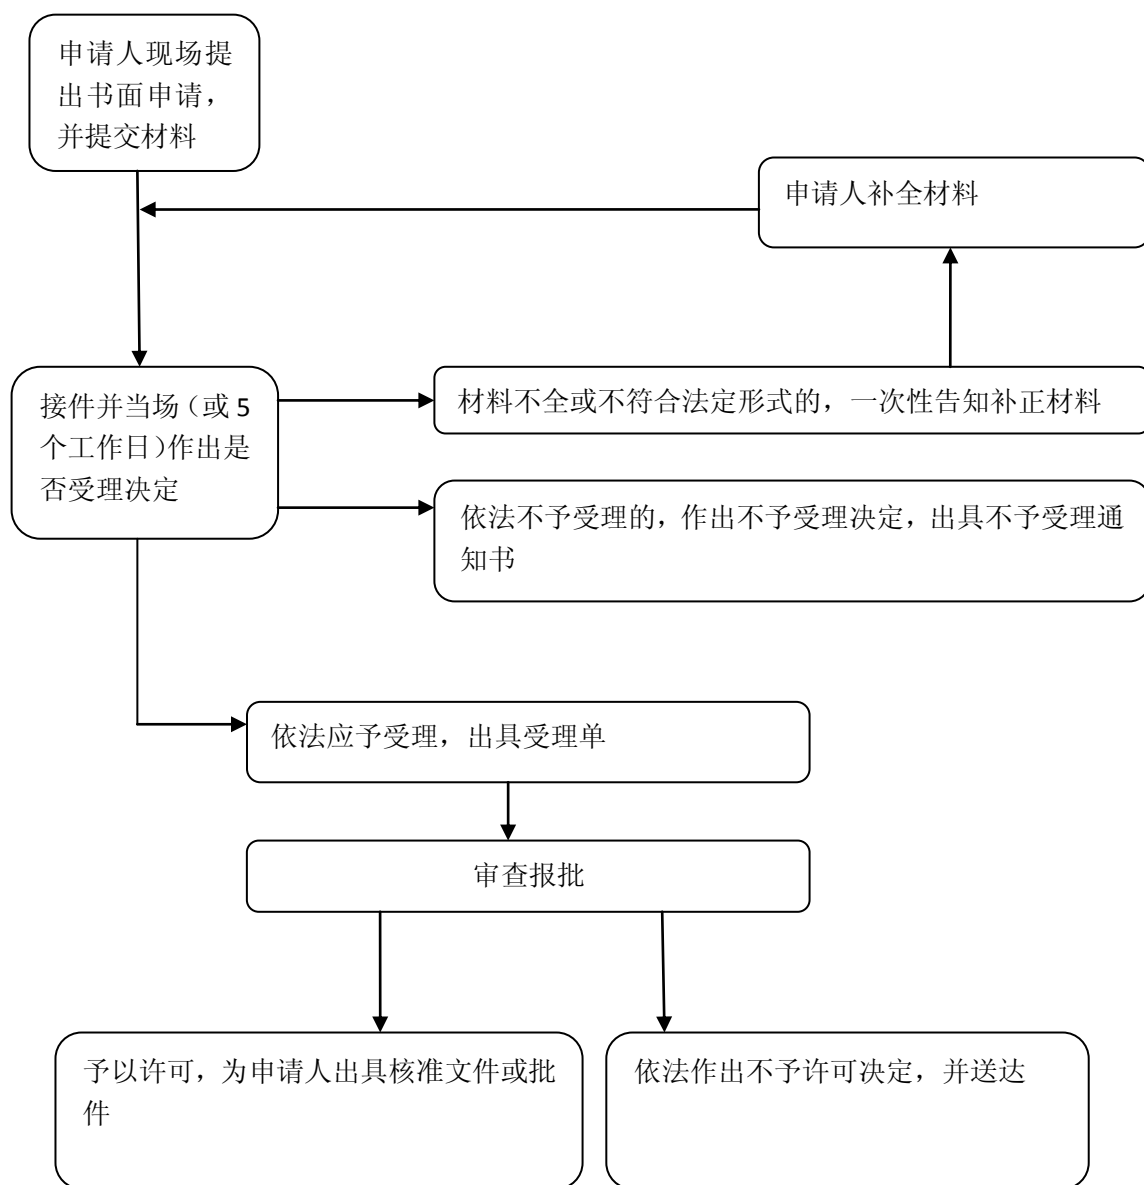 申请人现场提
出书面申请，
并提交材料
申请人补全材料
接件并当场（或 5
个工作日）作出是
否受理决定
材料不全或不符合法定形式的，一次性告知补正材料
依法不予受理的，作出不予受理决定，出具不予受理通
知书
依法应予受理，出具受理单
审查报批
予以许可，为申请人出具核准文件或批
件
依法作出不予许可决定，并送达